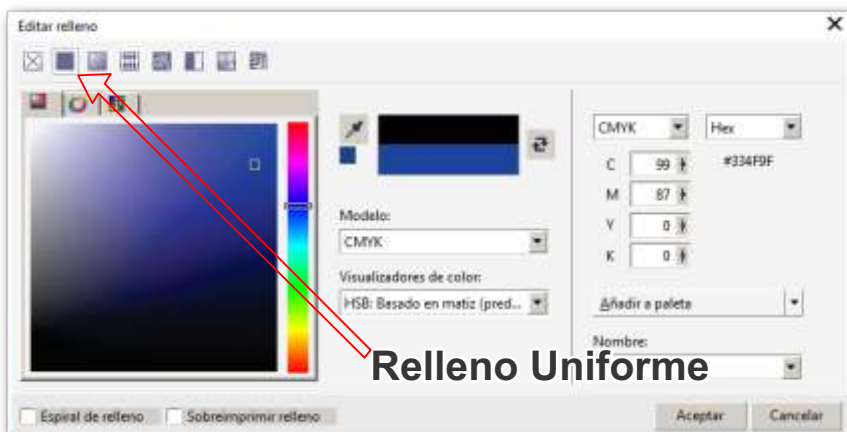 Editar relleno
CMYK
Hex
C 99
#334F9F
M 87
Y 0
K 0
Modelo:
CMYK
Visualizadores de color:
HSB: Basado en matiz (pred...
Añadir a paleta
Nombre:
Relleno Uniforme
Espiral de relleno
Sobreimprimir relleno
Aceptar
Cancelar